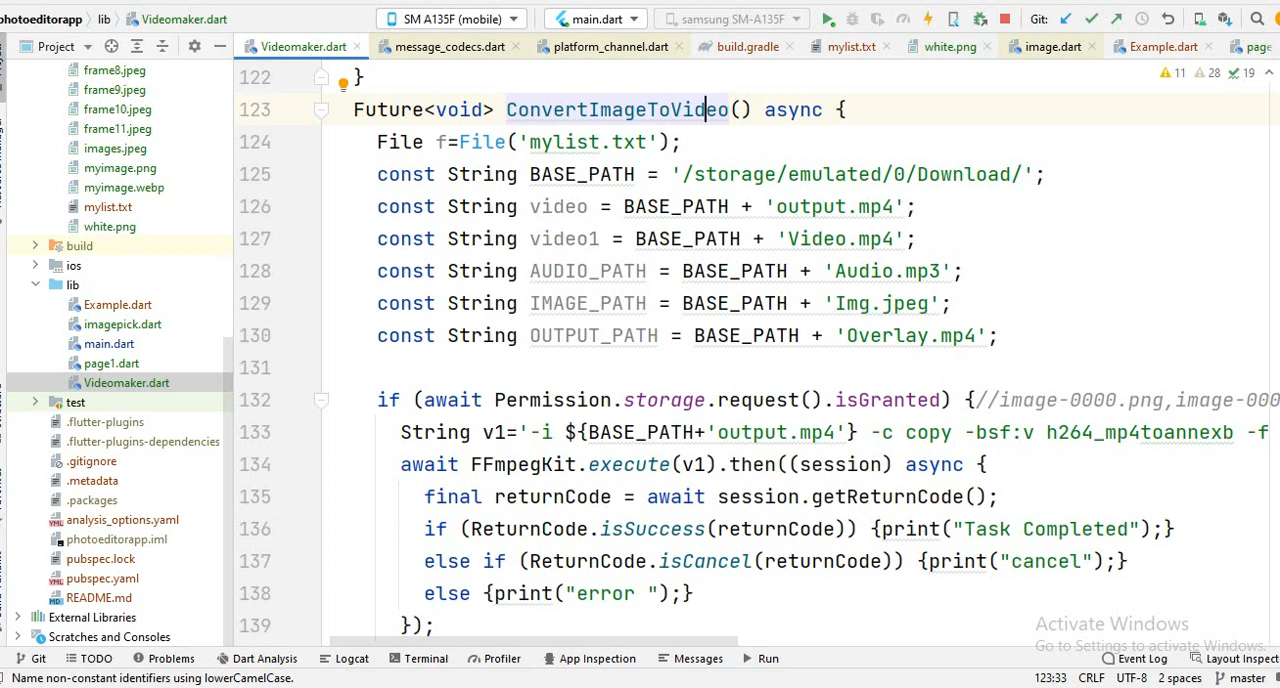 photoeditorapp
lib
Videomaker.dart
SM A135F (mobile)
main.dart
samsung SM-A135F
Git:
Project
Videomaker.dart
message_codecs.dart
platform_channel.dart
build.gradle
mylist.txt
white.png
image.dart
Example.dart
page
frame8.jpeg
frame9.jpeg
frame10.jpeg
frame11.jpeg
images.jpeg
myimage.png
myimage.webp
mylist.txt
white.png
build
ios
lib
Example.dart
imagepick.dart
main.dart
page1.dart
Videomaker.dart
test
.flutter-plugins
.flutter-plugins-dependencies
.gitignore
.metadata
.packages
analysis_options.yaml
photoeditorapp.iml
pubspec.lock
pubspec.yaml
README.md
External Libraries
Scratches and Consoles
11 28 19
122 }
123 Future<void> ConvertImageToVideo() async {
124 File f=File('mylist.txt');
125 const String BASE_PATH = '/storage/emulated/0/Download/';
126 const String video = BASE_PATH + 'output.mp4';
127 const String video1 = BASE_PATH + 'Video.mp4';
128 const String AUDIO_PATH = BASE_PATH + 'Audio.mp3';
129 const String IMAGE_PATH = BASE_PATH + 'Img.jpeg';
130 const String OUTPUT_PATH = BASE_PATH + 'Overlay.mp4';
131
132 if (await Permission.storage.request().isGranted) {//image-0000.png,image-000
133 String v1='-i ${BASE_PATH+'output.mp4'} -c copy -bsf:v h264_mp4toannexb -f
134 await FFmpegKit.execute(v1).then((session) async {
135 final returnCode = await session.getReturnCode();
136 if (ReturnCode.isSuccess(returnCode)) {print("Task Completed");}
137 else if (ReturnCode.isCancel(returnCode)) {print("cancel");}
138 else {print("error ");}
139 });
Activate Windows
Go to Settings to activate Windows.
Git
TODO
Problems
Dart Analysis
Logcat
Terminal
Profiler
App Inspection
Messages
Run
Event Log
Layout Inspect
Name non-constant identifiers using lowerCamelCase.
123:33 CRLF UTF-8 2 spaces master